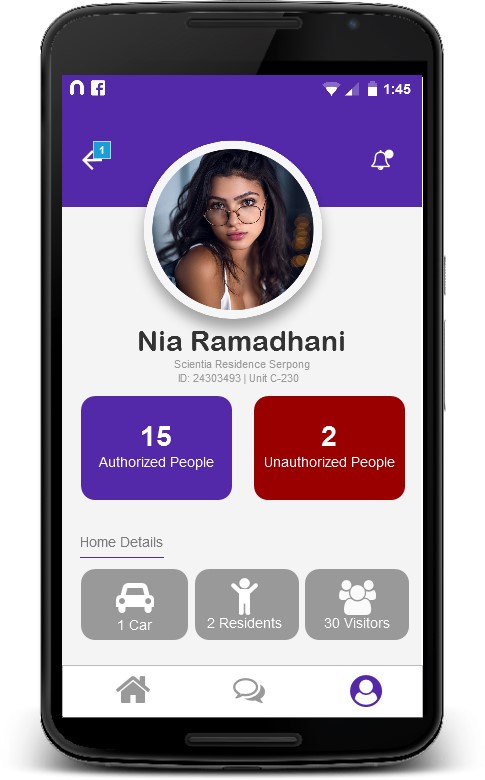 1:45
1
Nia Ramadhani
Scientia Residence Serpong
ID: 24303493 | Unit C-230
15
Authorized People
2
Unauthorized People
Home Details
1 Car
2 Residents
30 Visitors